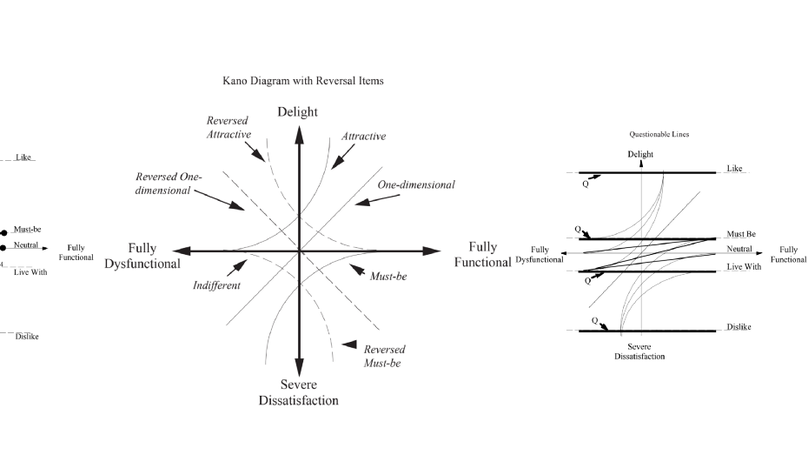 Like
Must-be
Neutral
Fully
Functional
Live With
Dislike
Kano Diagram with Reversal Items
Delight
Reversed
Attractive
Attractive
Reversed One-
dimensional
One-dimensional
Fully
Dysfunctional
Fully
Functional
Indifferent
Must-be
Reversed
Must-be
Severe
Dissatisfaction
Questionable Lines
Delight
Like
Q
Q
Must Be
Fully
Dysfunctional
Neutral
Fully
Functional
Live With
Q
Q
Dislike
Severe
Dissatisfaction